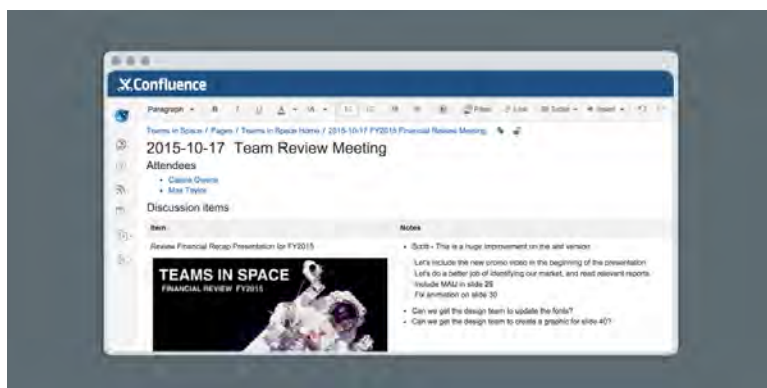 Confluence
Paragraph
B I U A
Files Link Table Insert
Teams in Space / Pages / Teams in Space Home / 2015-10-17 FY2015 Financial Review Meeting
2015-10-17 Team Review Meeting
Attendees
Cassie Owens
Max Taylor
Discussion items
Item Notes
Review Financial Recap Presentation for FY2015
- This is a huge improvement on the last version
Let's include the new promo video in the beginning of the presentation
Let's do a better job of identifying our market, and read relevant reports
Include MAU in slide 25
Fix animation on slide 30
Can we get the design team to update the fonts?
Can we get the design team to create a graphic for slide 40?
TEAMS IN SPACE
FINANCIAL REVIEW FY2015